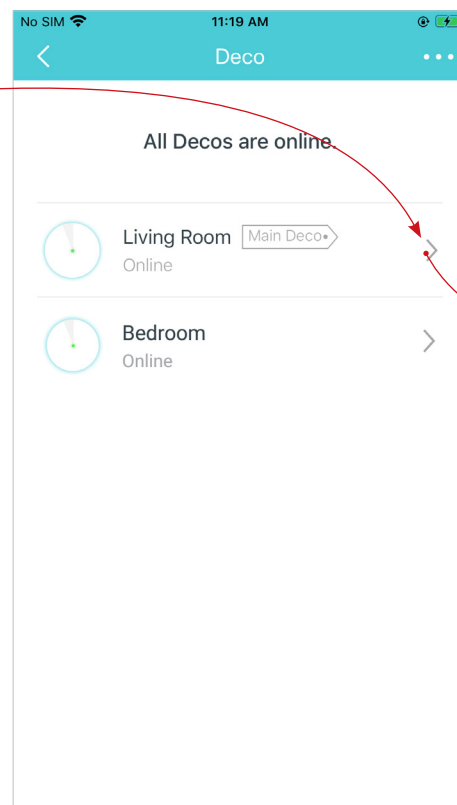 No SIM 11:19 AM
Deco
All Decos are online.
Living Room Main Deco
Online
Bedroom
Online